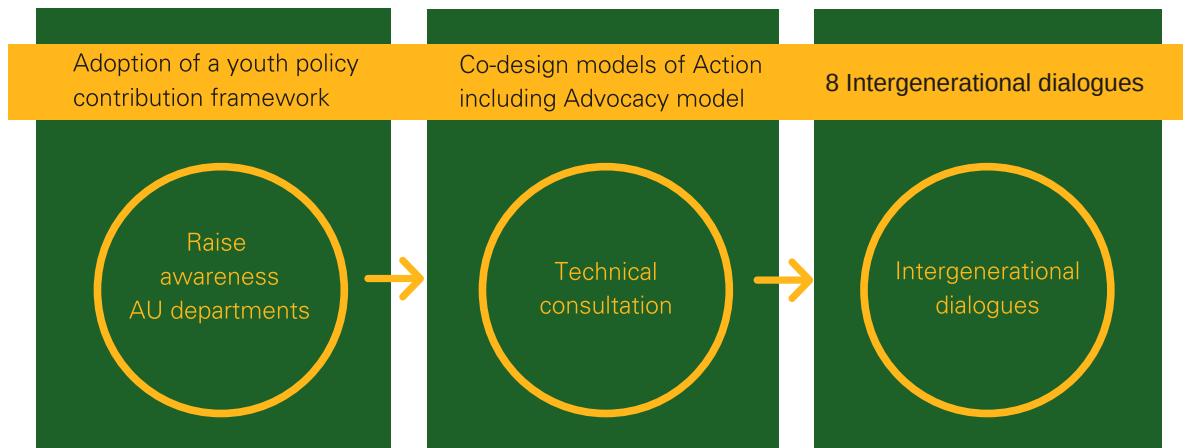 Adoption of a youth policy
contribution framework
Co-design models of Action
including Advocacy model
8 Intergenerational dialogues
Raise
awareness
AU departments
Technical
consultation
Intergenerational
dialogues